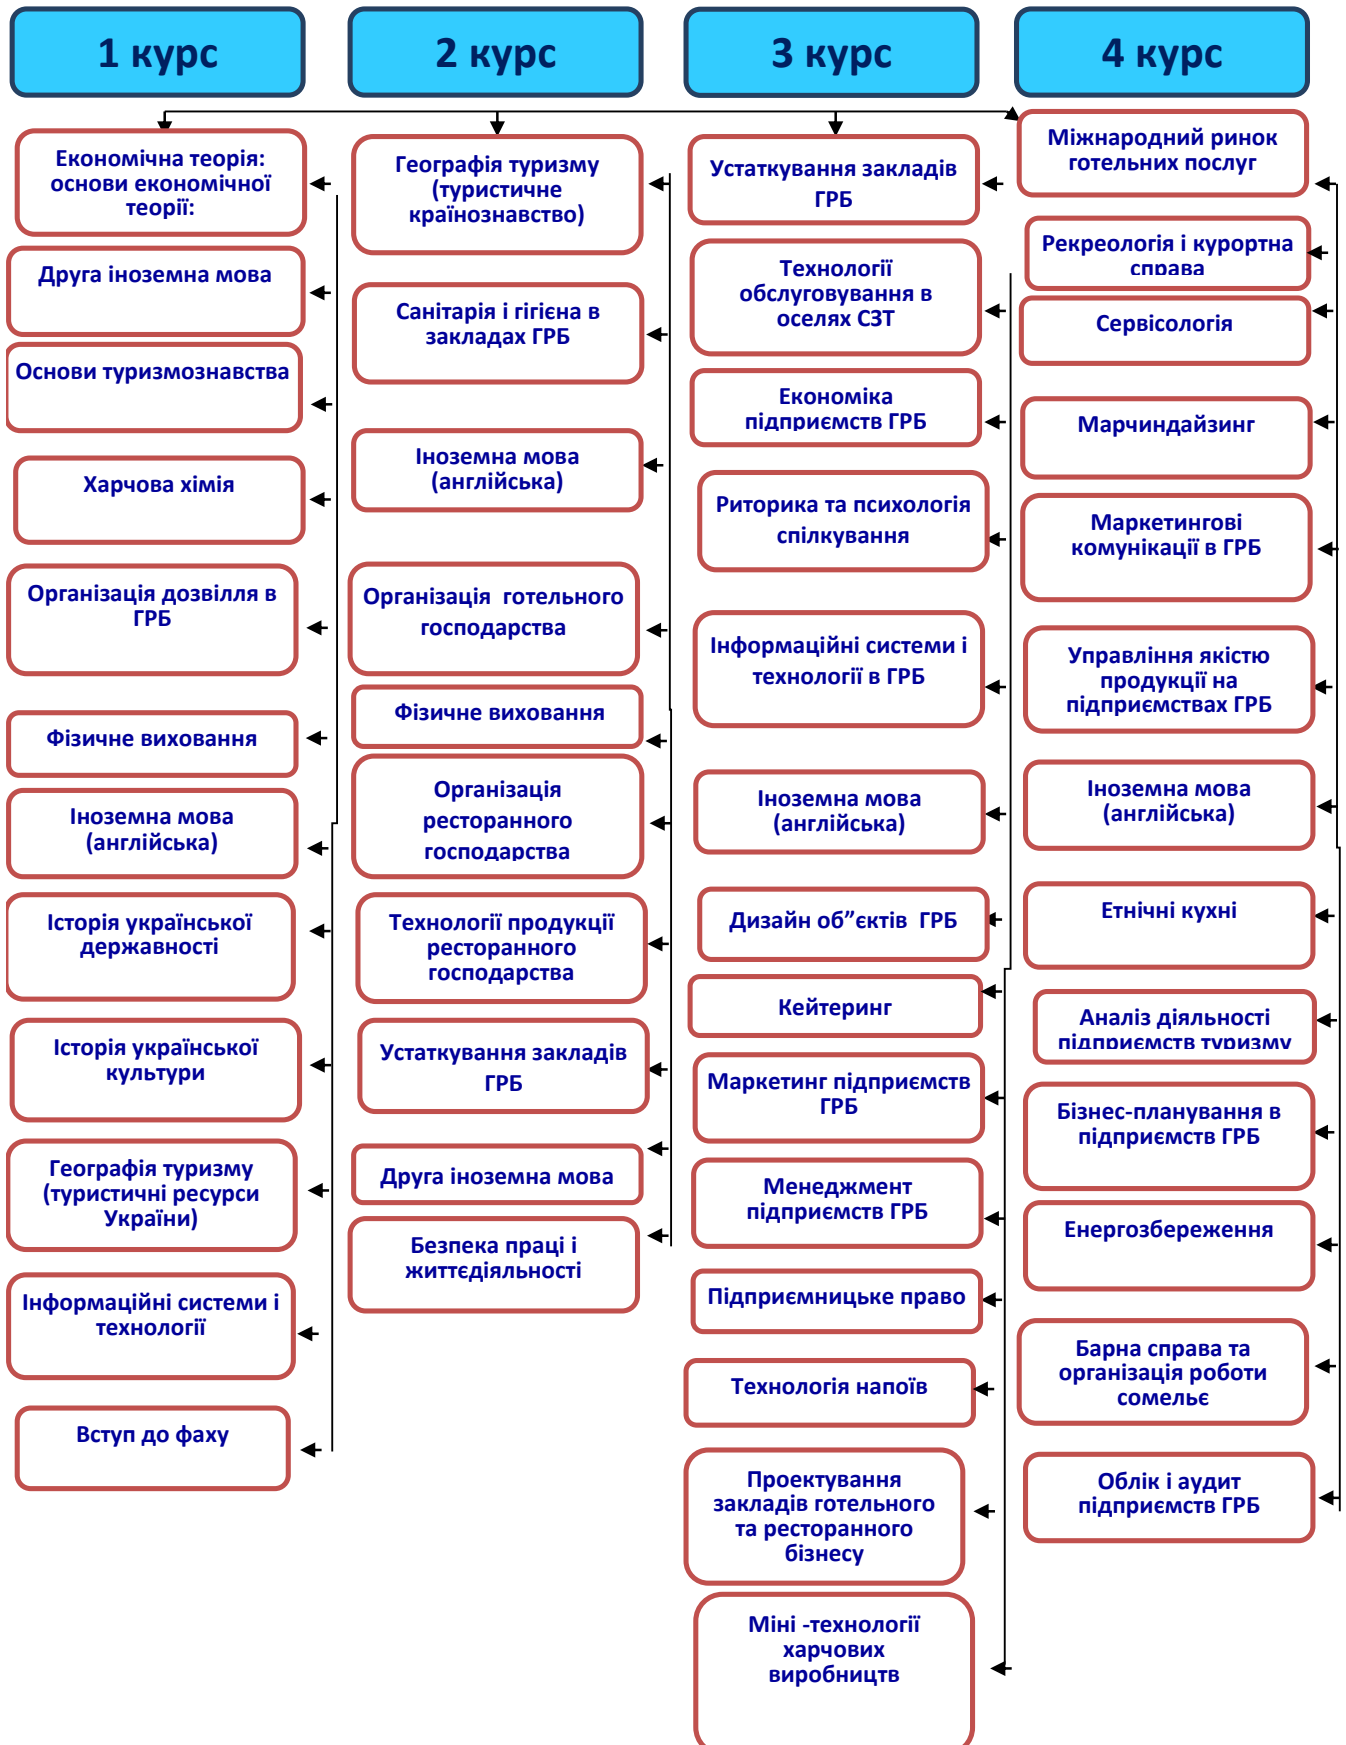 1 курс
2 курс
3 курс
4 курс
Економічна теорія:
основи економічної
теорії:
Друга іноземна мова
Основи туризмознавства
Харчова хімія
Організація дозвілля в
ГРБ
Фізичне виховання
Іноземна мова
(англійська)
Історія української
державності
Історія української
культури
Географія туризму
(туристичні ресурси
України)
Інформаційні системи і
технології
Вступ до фаху
Географія туризму
(туристичне
країнознавство)
Санітарія і гігієна в
закладах ГРБ
Іноземна мова
(англійська)
Організація готельного
господарства
Фізичне виховання
Організація
ресторанного
господарства
Технології продукції
ресторанного
господарства
Устаткування закладів
ГРБ
Друга іноземна мова
Безпека праці і
життєдіяльності
Устаткування закладів
ГРБ
Технології
обслуговування в
оселях СЗТ
Економіка
підприємств ГРБ
Риторика та психологія
спілкування
Інформаційні системи і
технології в ГРБ
Іноземна мова
(англійська)
Дизайн об”єктів ГРБ
Кейтеринг
Маркетинг підприємств
ГРБ
Менеджмент
підприємств ГРБ
Підприємницьке право
Технологія напоїв
Проектування
закладів готельного
та ресторанного
бізнесу
Міні -технології
харчових
виробництв
Міжнародний ринок
готельних послуг
Рекреологія і курортна
справа
Сервісологія
Марчиндайзинг
Маркетингові
комунікації в ГРБ
Управління якістю
продукції на
підприємствах ГРБ
Іноземна мова
(англійська)
Етнічні кухні
Аналіз діяльності
підприємств туризму
Бізнес-планування в
підприємств ГРБ
Енергозбереження
Барна справа та
організація роботи
сомельє
Облік і аудит
підприємств ГРБ